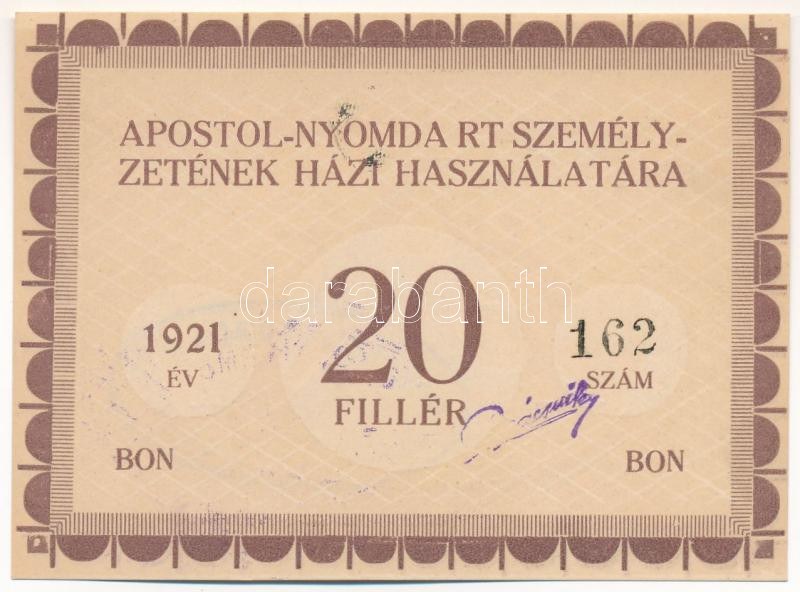 APOSTOL-NYOMDA RT SZEMÉLY-
ZETÉNEK HÁZI HASZNÁLATÁRA
darabanth
1921
ÉV
20
FILLÉR
162
SZÁM
BON
BON